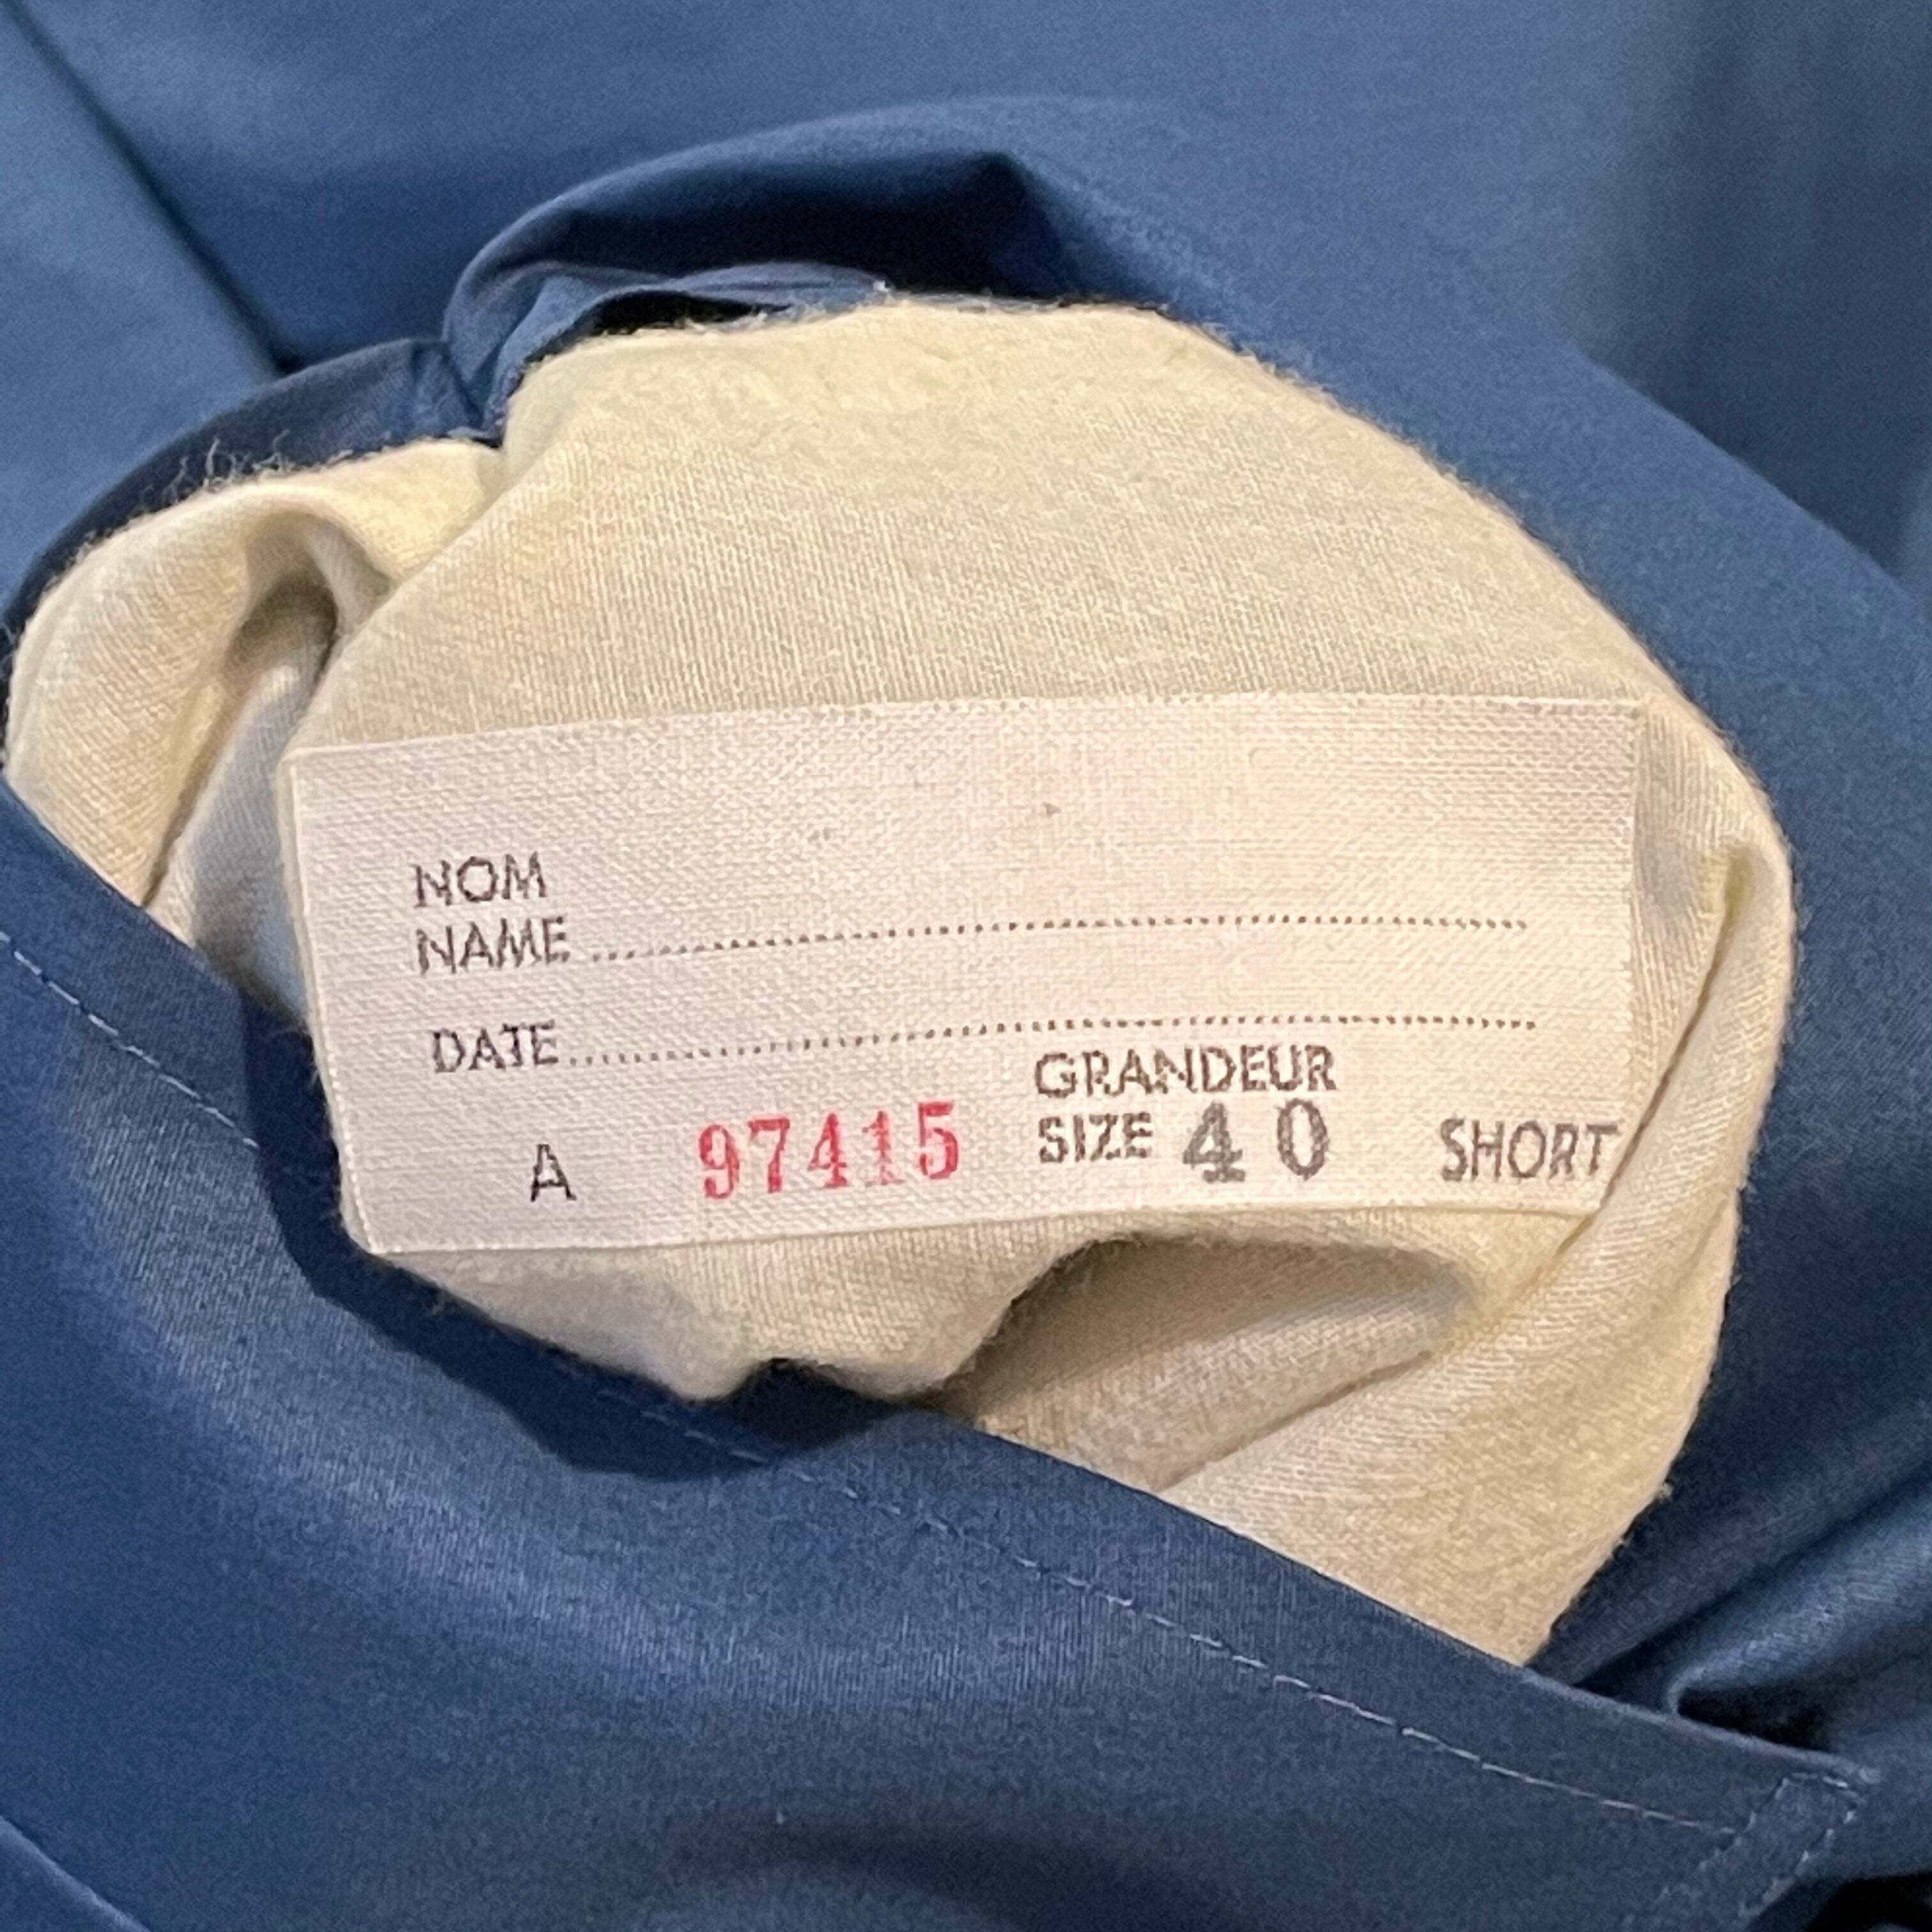 NOM
NAME
DATE
GRANDEUR
A 97415 SIZE 40 SHORT